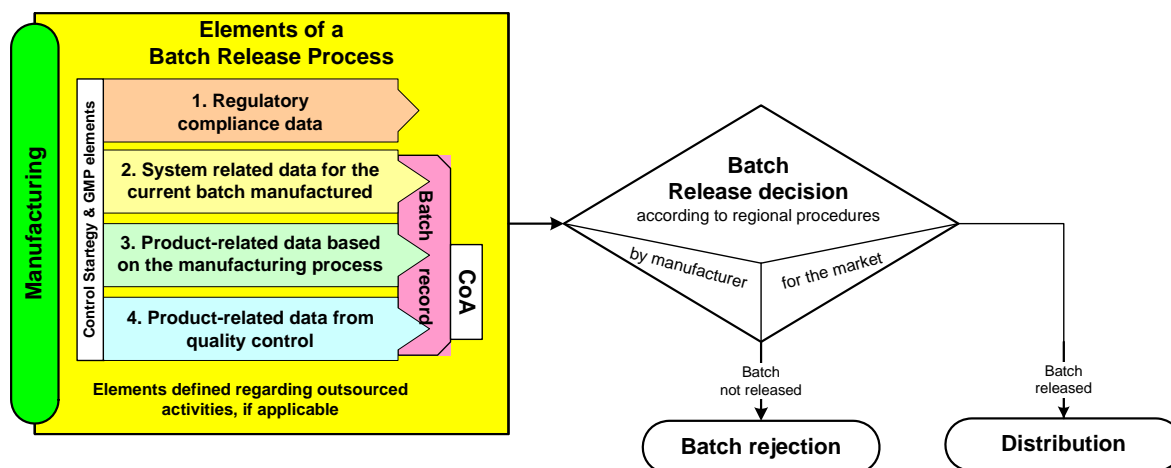 Manufacturing
Elements of a
Batch Release Process
Control Startegy & GMP elements
1. Regulatory
compliance data
2. System related data for the
current batch manufactured
3. Product-related data based
on the manufacturing process
4. Product-related data from
quality control
Batch record
CoA
Elements defined regarding outsourced
activities, if applicable
Batch
Release decision
according to regional procedures
by manufacturer
for the market
Batch
not released
Batch
released
Batch rejection
Distribution